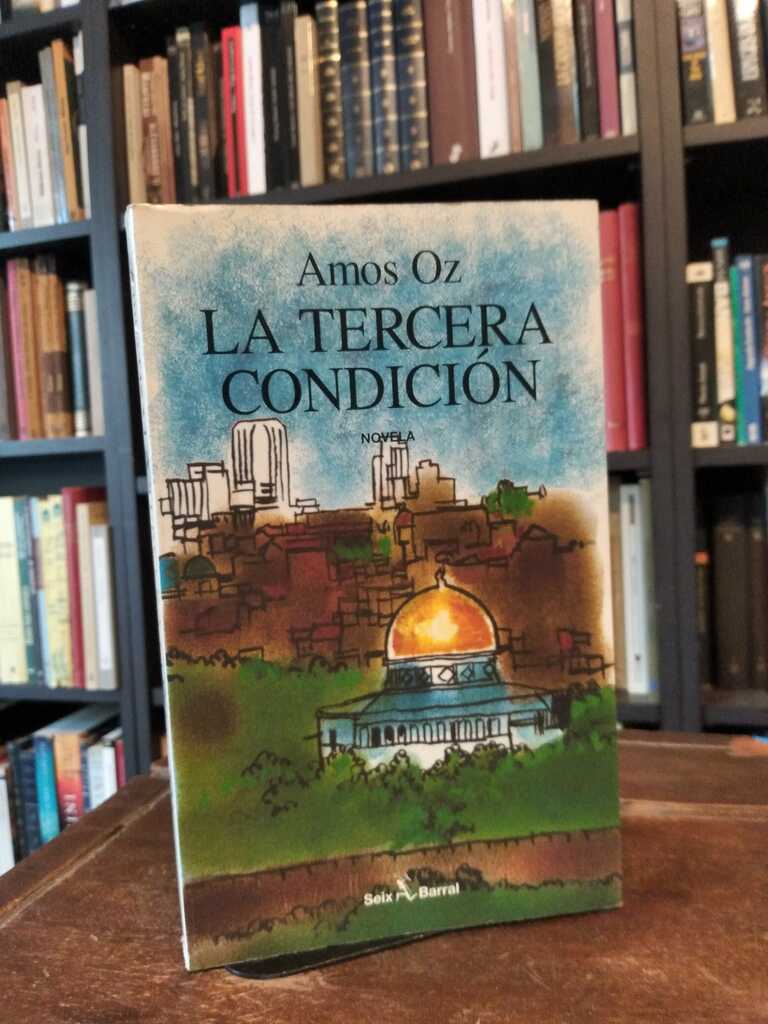 Amos Oz
LA TERCERA
CONDICIÓN
NOVELA
Seix Barral